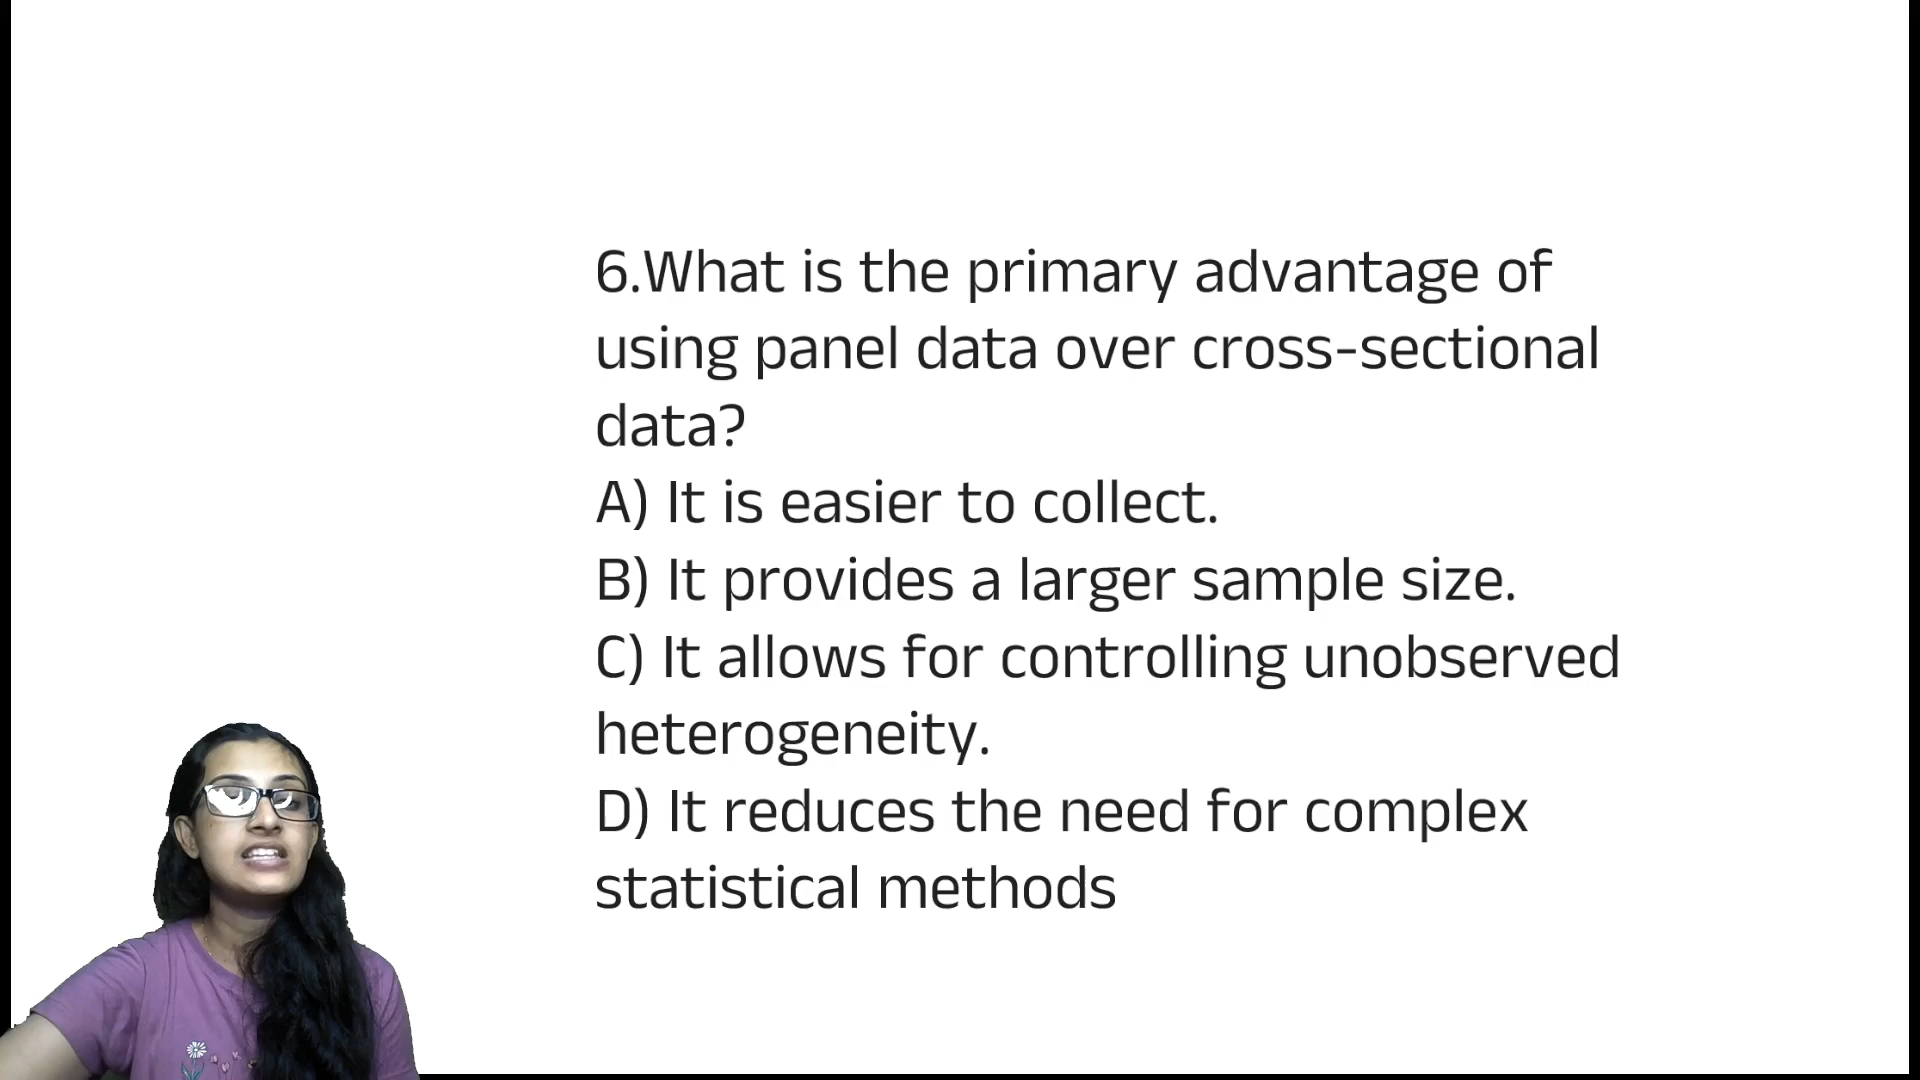 6.What is the primary advantage of
using panel data over cross-sectional
data?
A) It is easier to collect.
B) It provides a larger sample size.
C) It allows for controlling unobserved
heterogeneity.
D) It reduces the need for complex
statistical methods